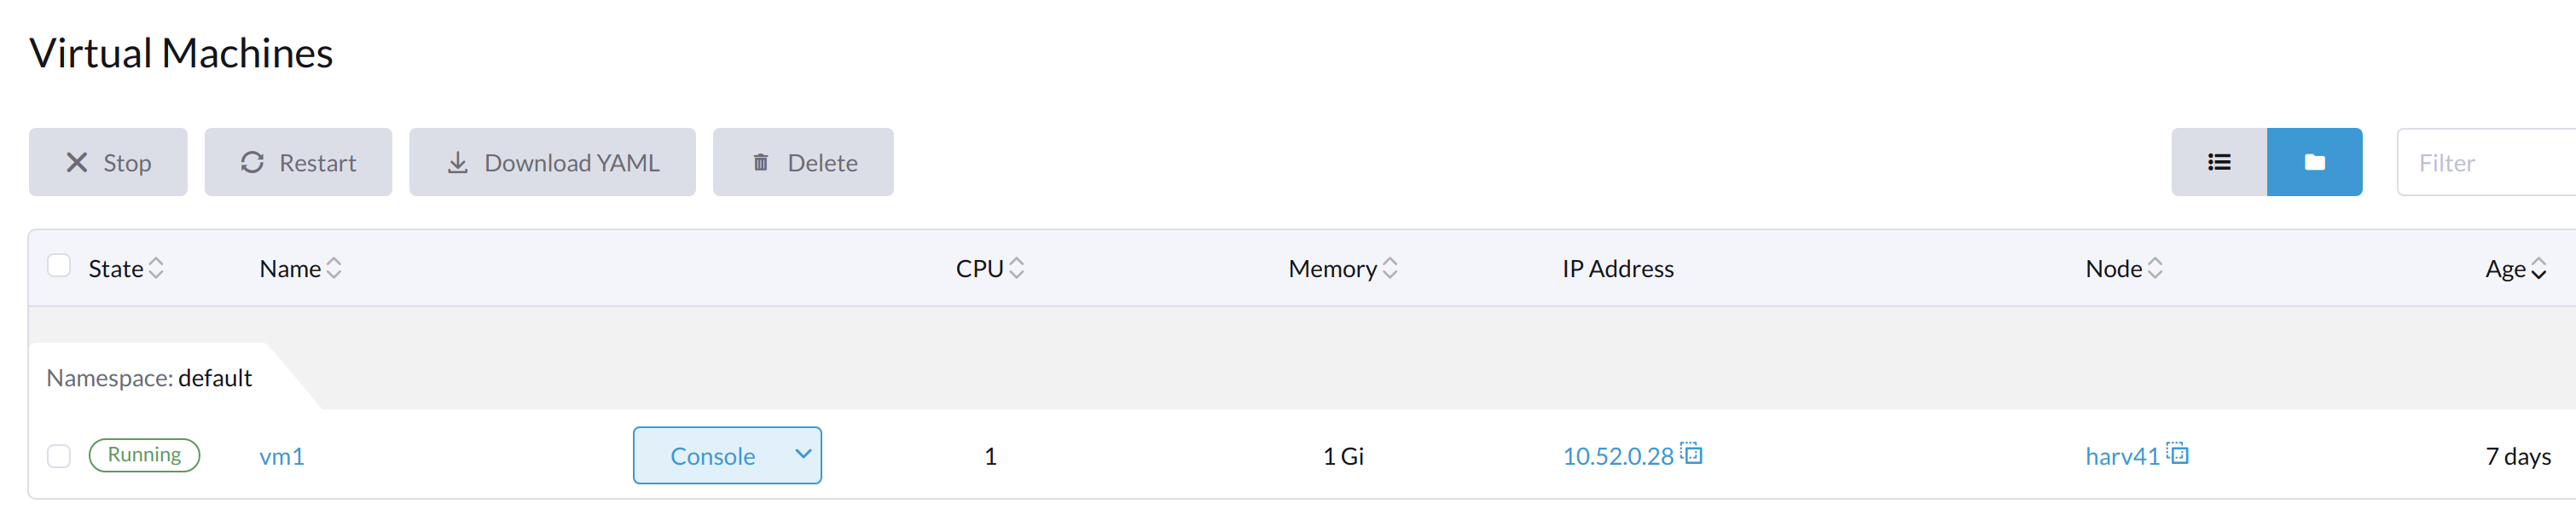 Virtual Machines
Stop Restart Download YAML Delete Filter
State Name CPU Memory IP Address Node Age
Namespace: default
Running vm1 Console 1 1 Gi 10.52.0.28 harv41 7 days